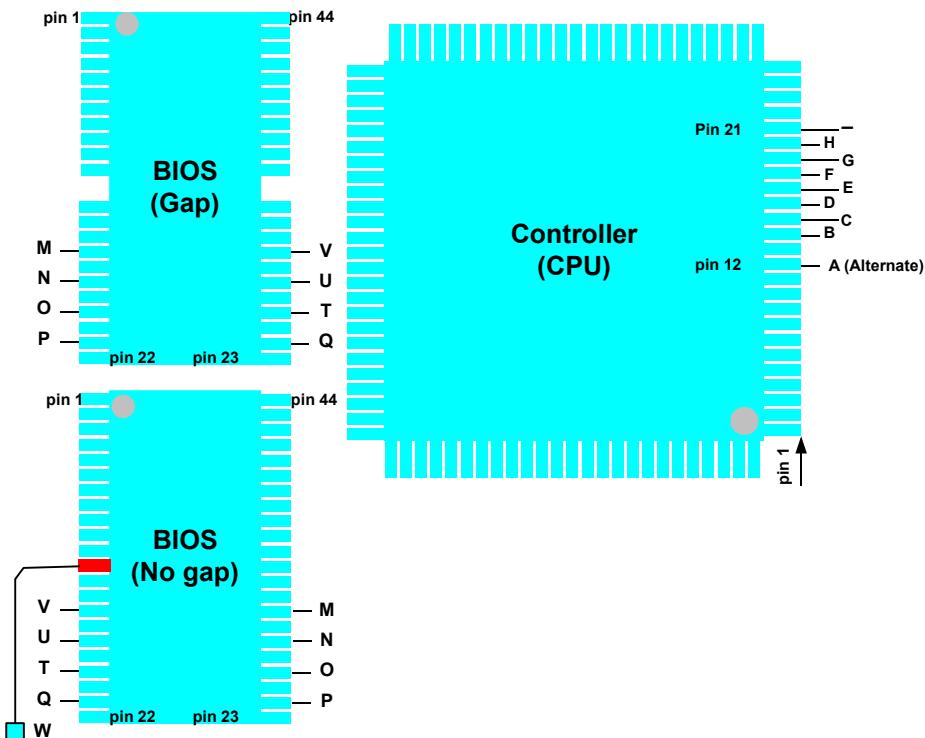 pin 1
pin 44
BIOS
(Gap)
M
N
O
P
V
U
T
Q
pin 22
pin 23
Controller
(CPU)
Pin 21
pin 12
I
H
G
F
E
D
C
B
A (Alternate)
pin 1
pin 1
pin 44
BIOS
(No gap)
V
U
T
Q
W
M
N
O
P
pin 22
pin 23